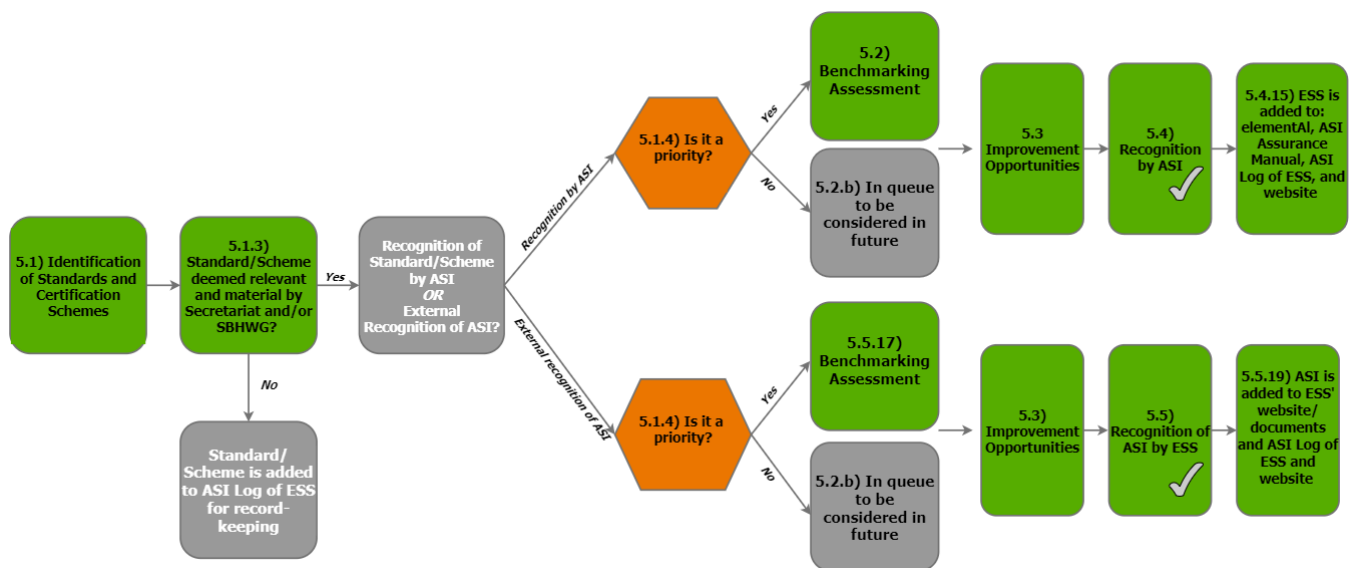 5.1) Identification
of Standards and
Certification
Schemes
5.1.3)
Standard/Scheme
deemed relevant
and material by
Secretariat and/or
SBHWG?
Yes
No
Standard/
Scheme is added
to ASI Log of ESS
for record-
keeping
Recognition of
Standard/Scheme
by ASI
OR
External
Recognition of ASI?
Recognition by ASI
External recognition of ASI
5.1.4) Is it a
priority?
Yes
No
5.2)
Benchmarking
Assessment
5.2.b) In queue
to be
considered in
future
5.3
Improvement
Opportunities
5.4)
Recognition
by ASI
5.4.15) ESS is
added to:
elementAl, ASI
Assurance
Manual, ASI
Log of ESS, and
website
5.1.4) Is it a
priority?
Yes
No
5.5.17)
Benchmarking
Assessment
5.2.b) In queue
to be
considered in
future
5.3)
Improvement
Opportunities
5.5)
Recognition of
ASI by ESS
5.5.19) ASI is
added to ESS'
website/
documents
and ASI Log of
ESS and
website